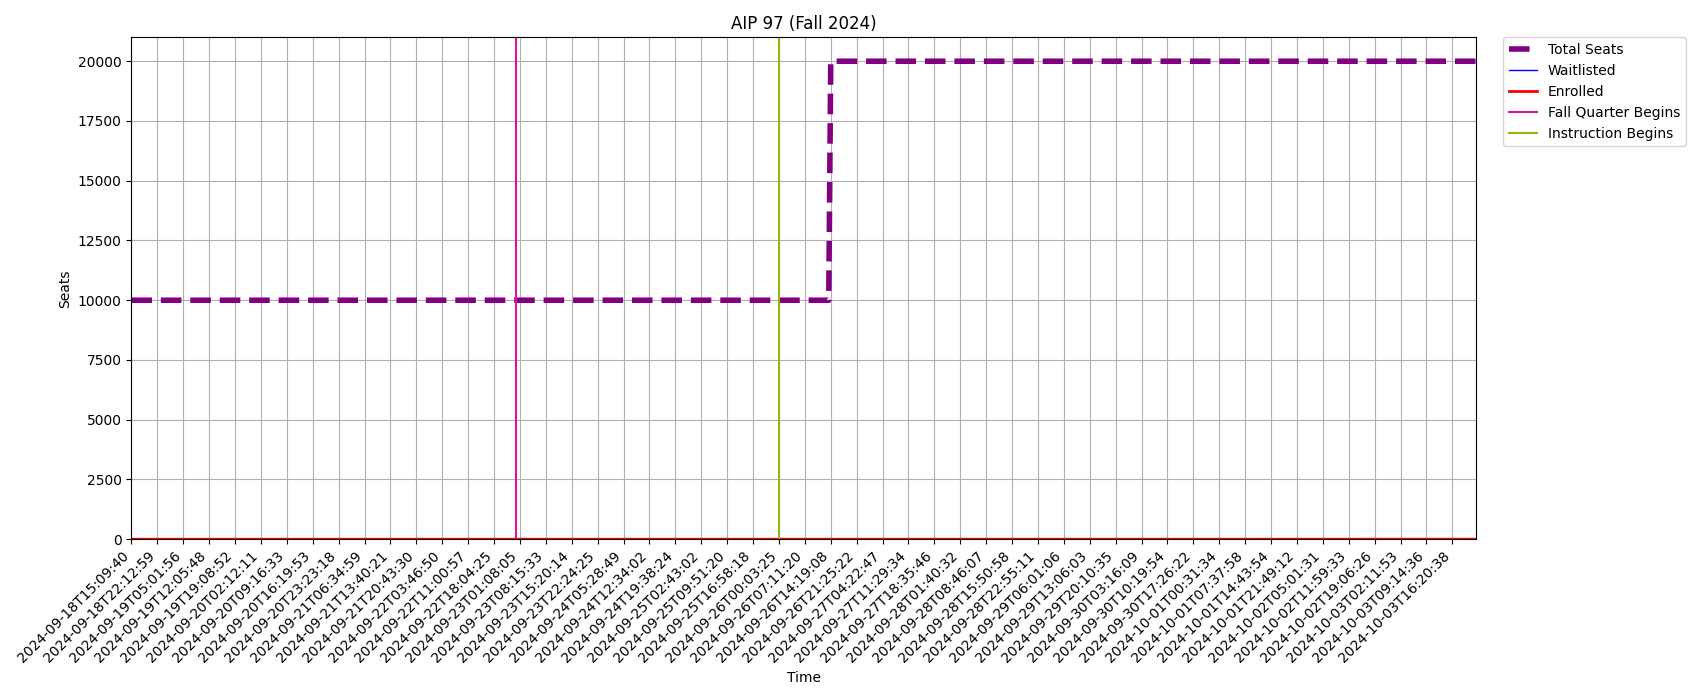 AIP 97 (Fall 2024)
20000
17500
15000
12500
10000
7500
5000
2500
0
Seats
Total Seats
Waitlisted
Enrolled
Fall Quarter Begins
Instruction Begins
2024-09-18T15:09:40
2024-09-18T22:12:59
2024-09-19T05:01:56
2024-09-19T12:05:48
2024-09-19T19:08:52
2024-09-20T02:12:11
2024-09-20T09:16:33
2024-09-20T16:19:53
2024-09-20T23:23:18
2024-09-21T06:34:59
2024-09-21T13:40:21
2024-09-21T20:43:30
2024-09-22T03:46:50
2024-09-22T11:00:57
2024-09-22T18:04:25
2024-09-23T01:08:05
2024-09-23T08:15:33
2024-09-23T15:20:14
2024-09-23T22:24:25
2024-09-24T05:28:49
2024-09-24T12:34:02
2024-09-24T19:38:24
2024-09-25T02:43:02
2024-09-25T09:51:20
2024-09-25T16:58:18
2024-09-26T00:03:25
2024-09-26T07:11:20
2024-09-26T14:19:08
2024-09-26T21:25:22
2024-09-27T04:22:47
2024-09-27T11:29:34
2024-09-27T18:35:46
2024-09-28T01:40:32
2024-09-28T08:46:07
2024-09-28T15:50:58
2024-09-28T22:55:11
2024-09-29T06:01:06
2024-09-29T13:06:03
2024-09-29T20:10:35
2024-09-30T03:16:09
2024-09-30T10:19:54
2024-09-30T17:26:22
2024-10-01T00:31:34
2024-10-01T07:37:58
2024-10-01T14:43:54
2024-10-01T21:49:12
2024-10-02T05:01:31
2024-10-02T11:59:33
2024-10-02T19:06:26
2024-10-03T02:11:53
2024-10-03T09:14:36
2024-10-03T16:20:38
Time